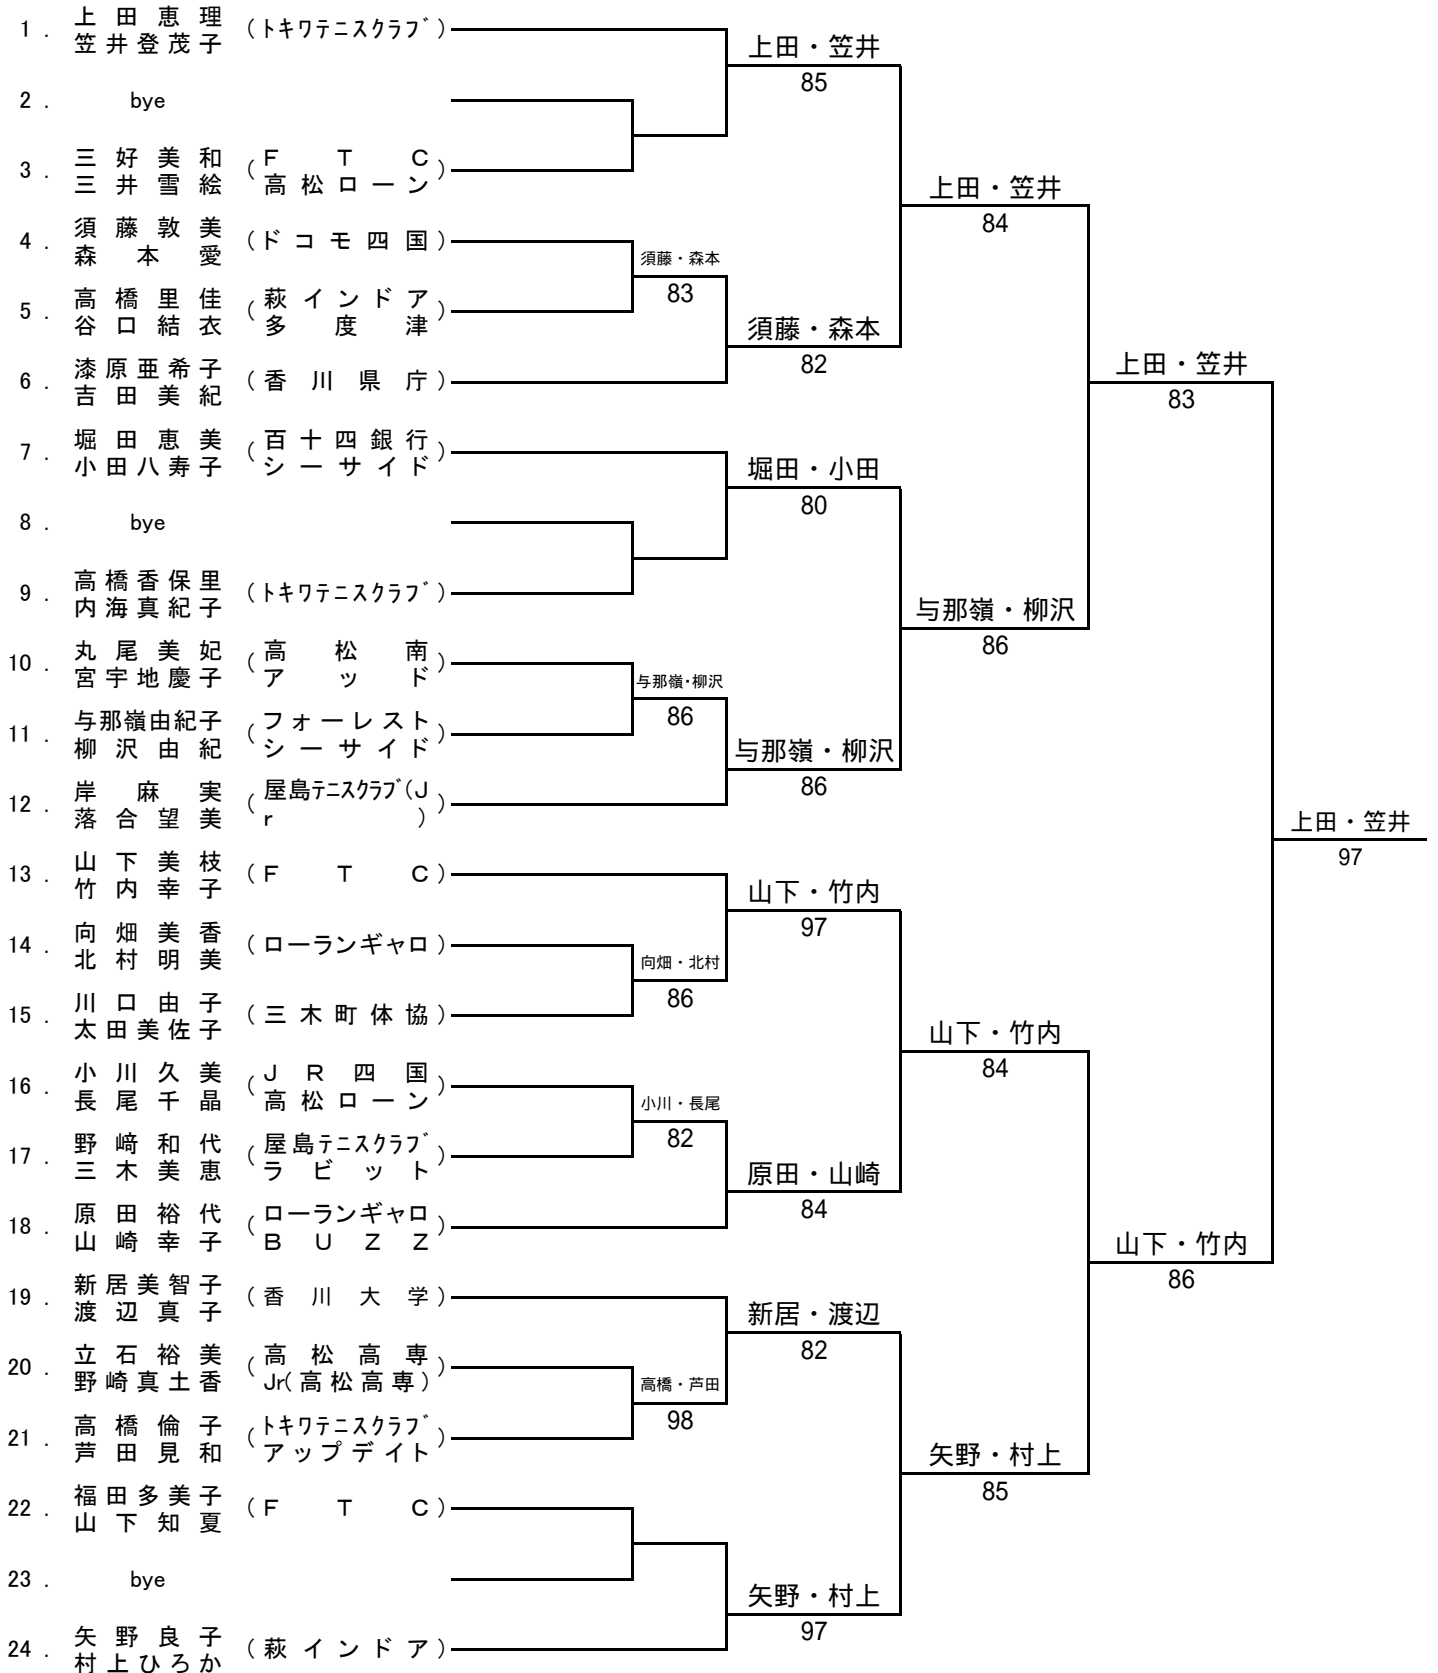 1. 上田恵理 (トキワテニスクラブ)
笠井登茂子
上田・笠井
85
2. bye
3. 三好美和 (FTC)
三井雪絵 高松ローン
上田・笠井
84
4. 須藤敦美 (ドコモ四国)
森本愛
須藤・森本
83
5. 高橋里佳 (萩インドア)
谷口結衣 多度津
須藤・森本
82
6. 漆原亜希子 (香川県庁)
吉田美紀
上田・笠井
83
7. 堀田恵美 (百十四銀行)
小田八寿子 シーサイド
堀田・小田
80
8. bye
9. 高橋香保里 (トキワテニスクラブ)
内海真紀子
与那嶺・柳沢
86
10. 丸尾美妃 (高松南)
宮宇地慶子 アッド
与那嶺・柳沢
86
11. 与那嶺由紀子 (フォーレスト)
柳沢由紀 シーサイド
与那嶺・柳沢
86
12. 岸麻実 (屋島テニスクラブ(J)
落合望美 r)
上田・笠井
97
13. 山下美枝 (FTC)
竹内幸子
山下・竹内
97
14. 向畑美香 (ローランギャロ)
北村明美
向畑・北村
86
15. 川口由子 (三木町体協)
太田美佐子
山下・竹内
84
16. 小川久美 (JR四国)
長尾千晶 高松ローン
小川・長尾
82
17. 野﨑和代 (屋島テニスクラブ)
三木美恵 ラビット
原田・山崎
84
18. 原田裕代 (ローランギャロ)
山崎幸子 BUZZ
山下・竹内
86
19. 新居美智子 (香川大学)
渡辺真子
新居・渡辺
82
20. 立石裕美 (高松高専)
野崎真土香 Jr(高松高専)
高橋・芦田
98
21. 高橋倫子 (トキワテニスクラブ)
芦田見和 アップデイト
矢野・村上
85
22. 福田多美子 (FTC)
山下知夏
23. bye
矢野・村上
97
24. 矢野良子 (萩インドア)
村上ひろか